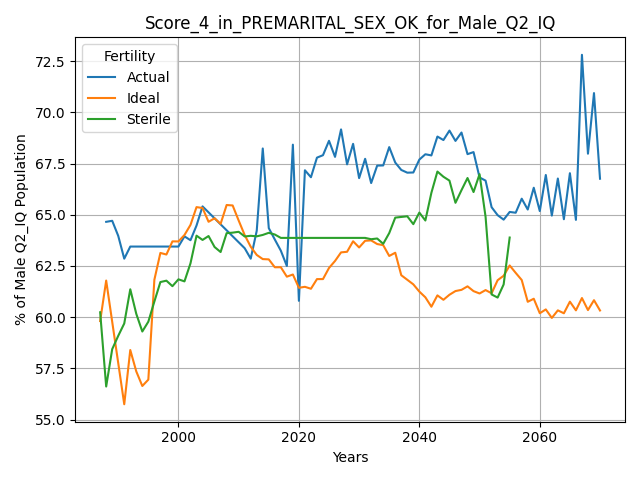 Score_4_in_PREMARITAL_SEX_OK_for_Male_Q2_IQ
% of Male Q2_IQ Population
72.5
70.0
67.5
65.0
62.5
60.0
57.5
55.0
Fertility
Actual
Ideal
Sterile
2000
2020
2040
2060
Years